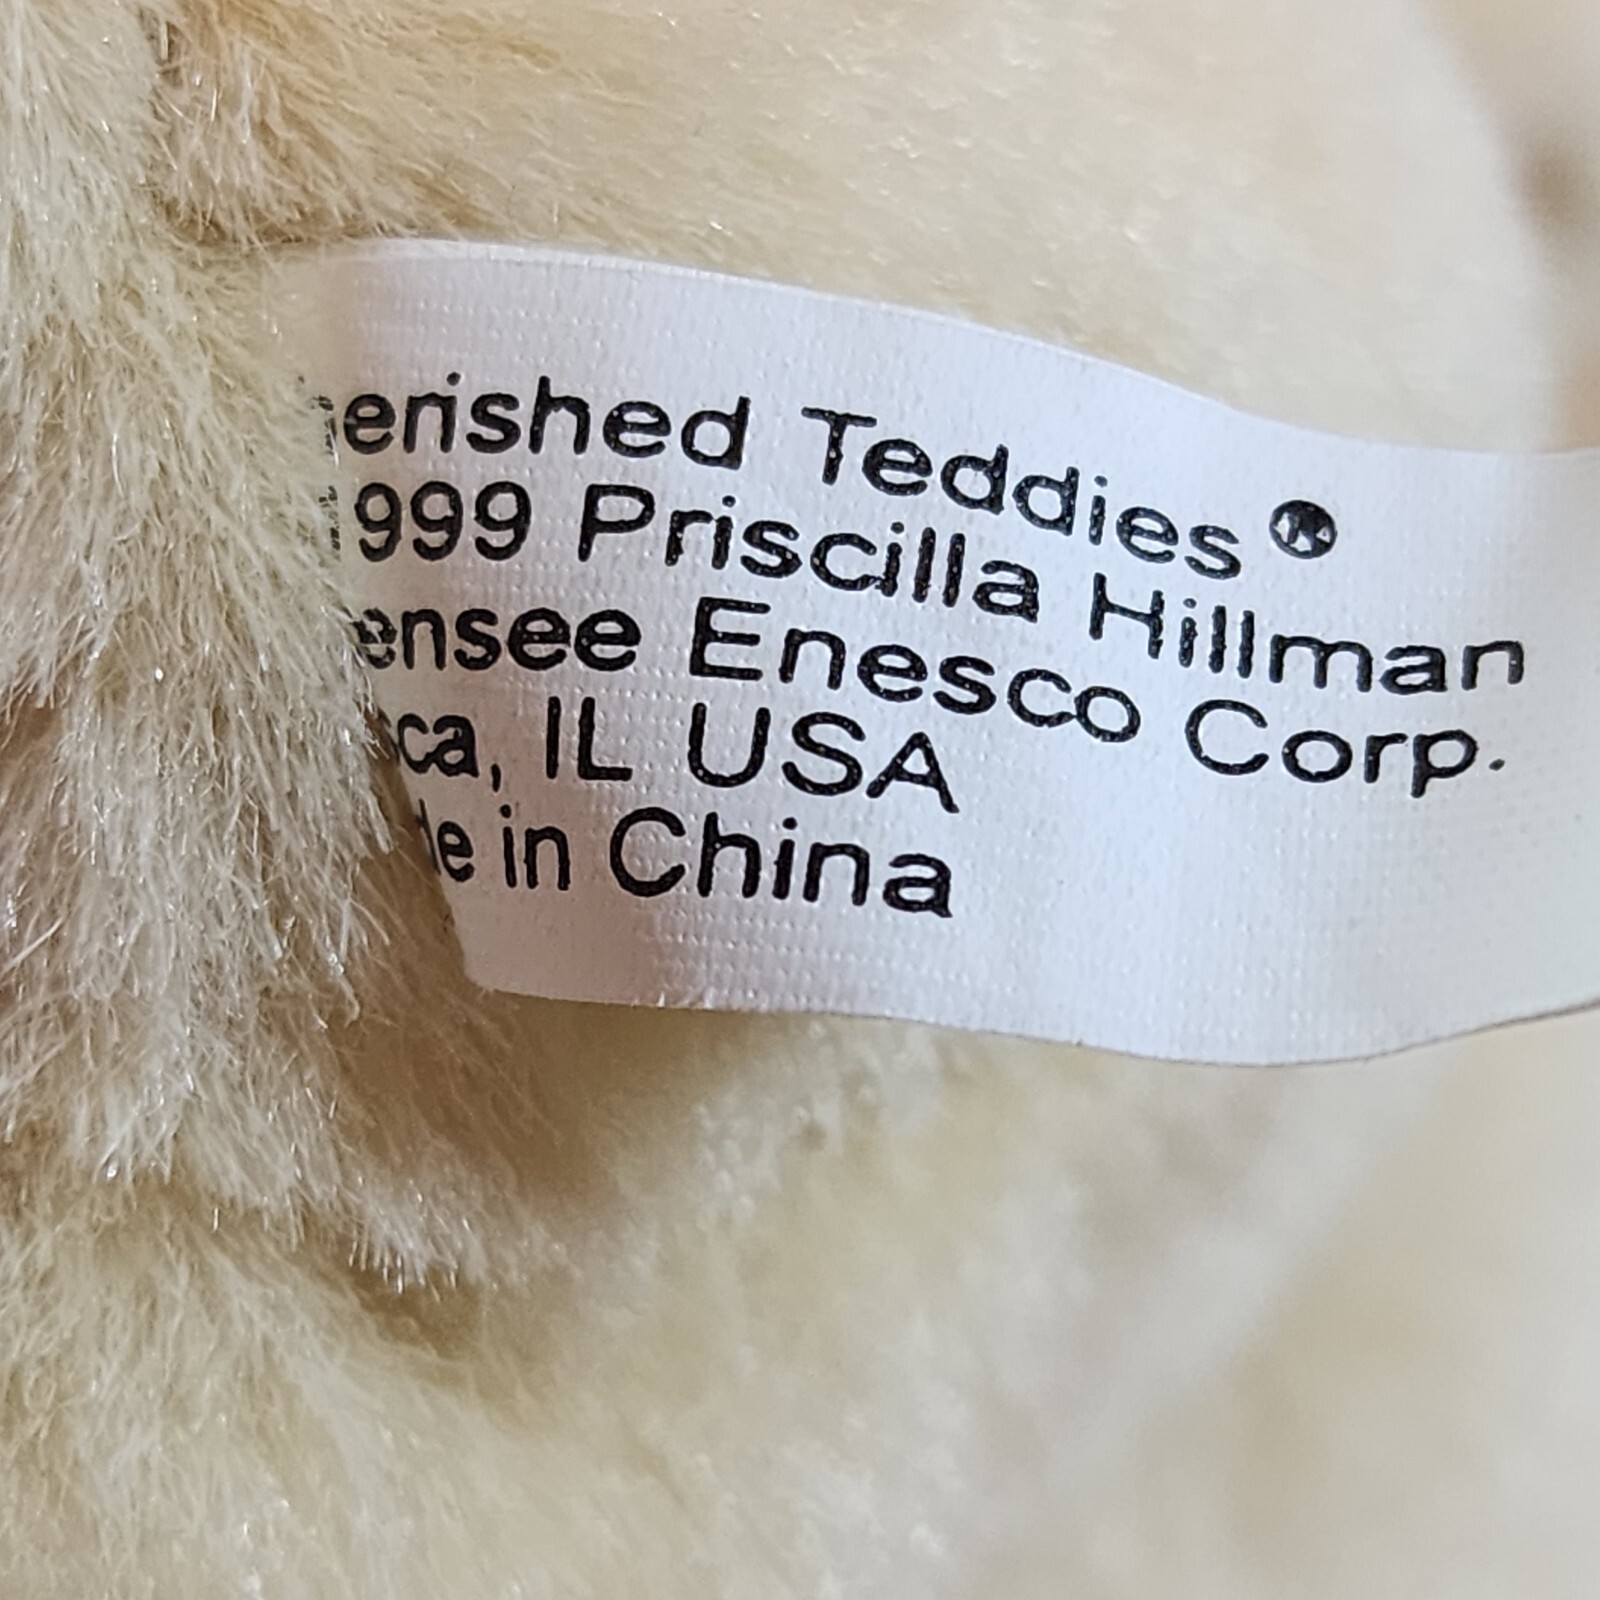 erished Teddies®
999 Priscilla Hillman
ensee Enesco Corp.
ca, IL USA
de in China